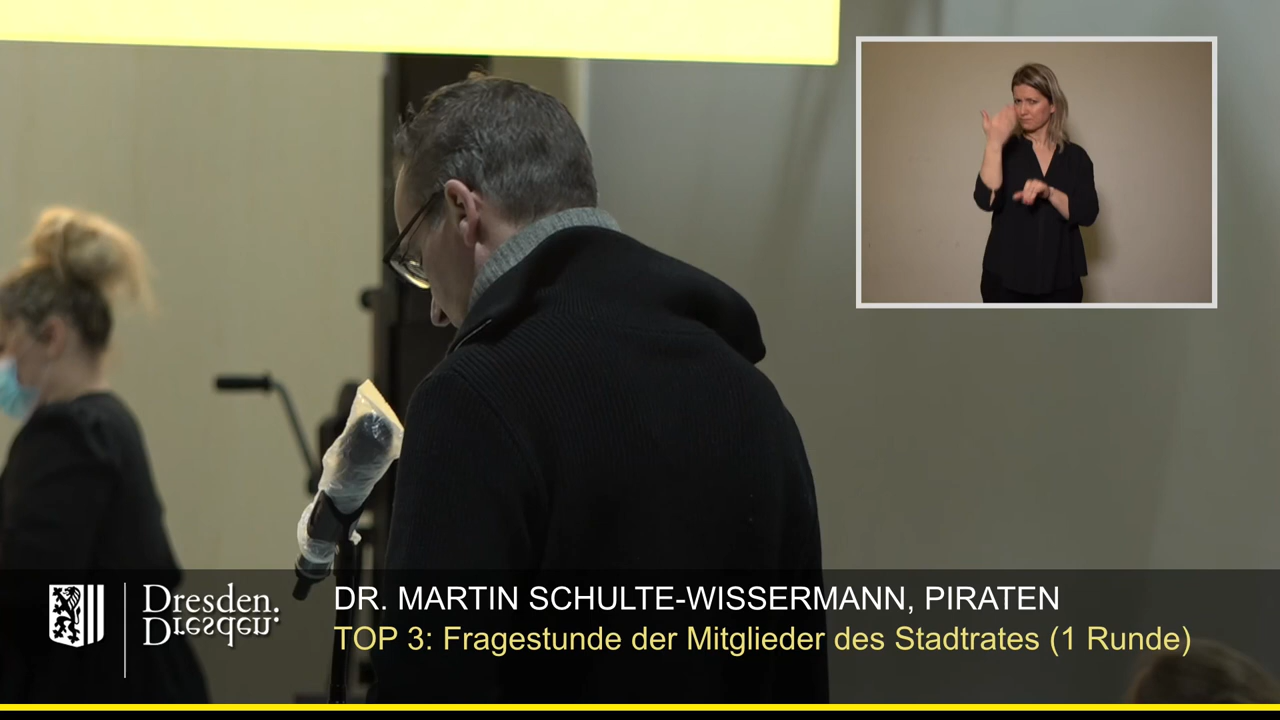 Dresden.
Dresden.
DR. MARTIN SCHULTE-WISSERMANN, PIRATEN
TOP 3: Fragestunde der Mitglieder des Stadtrates (1 Runde)